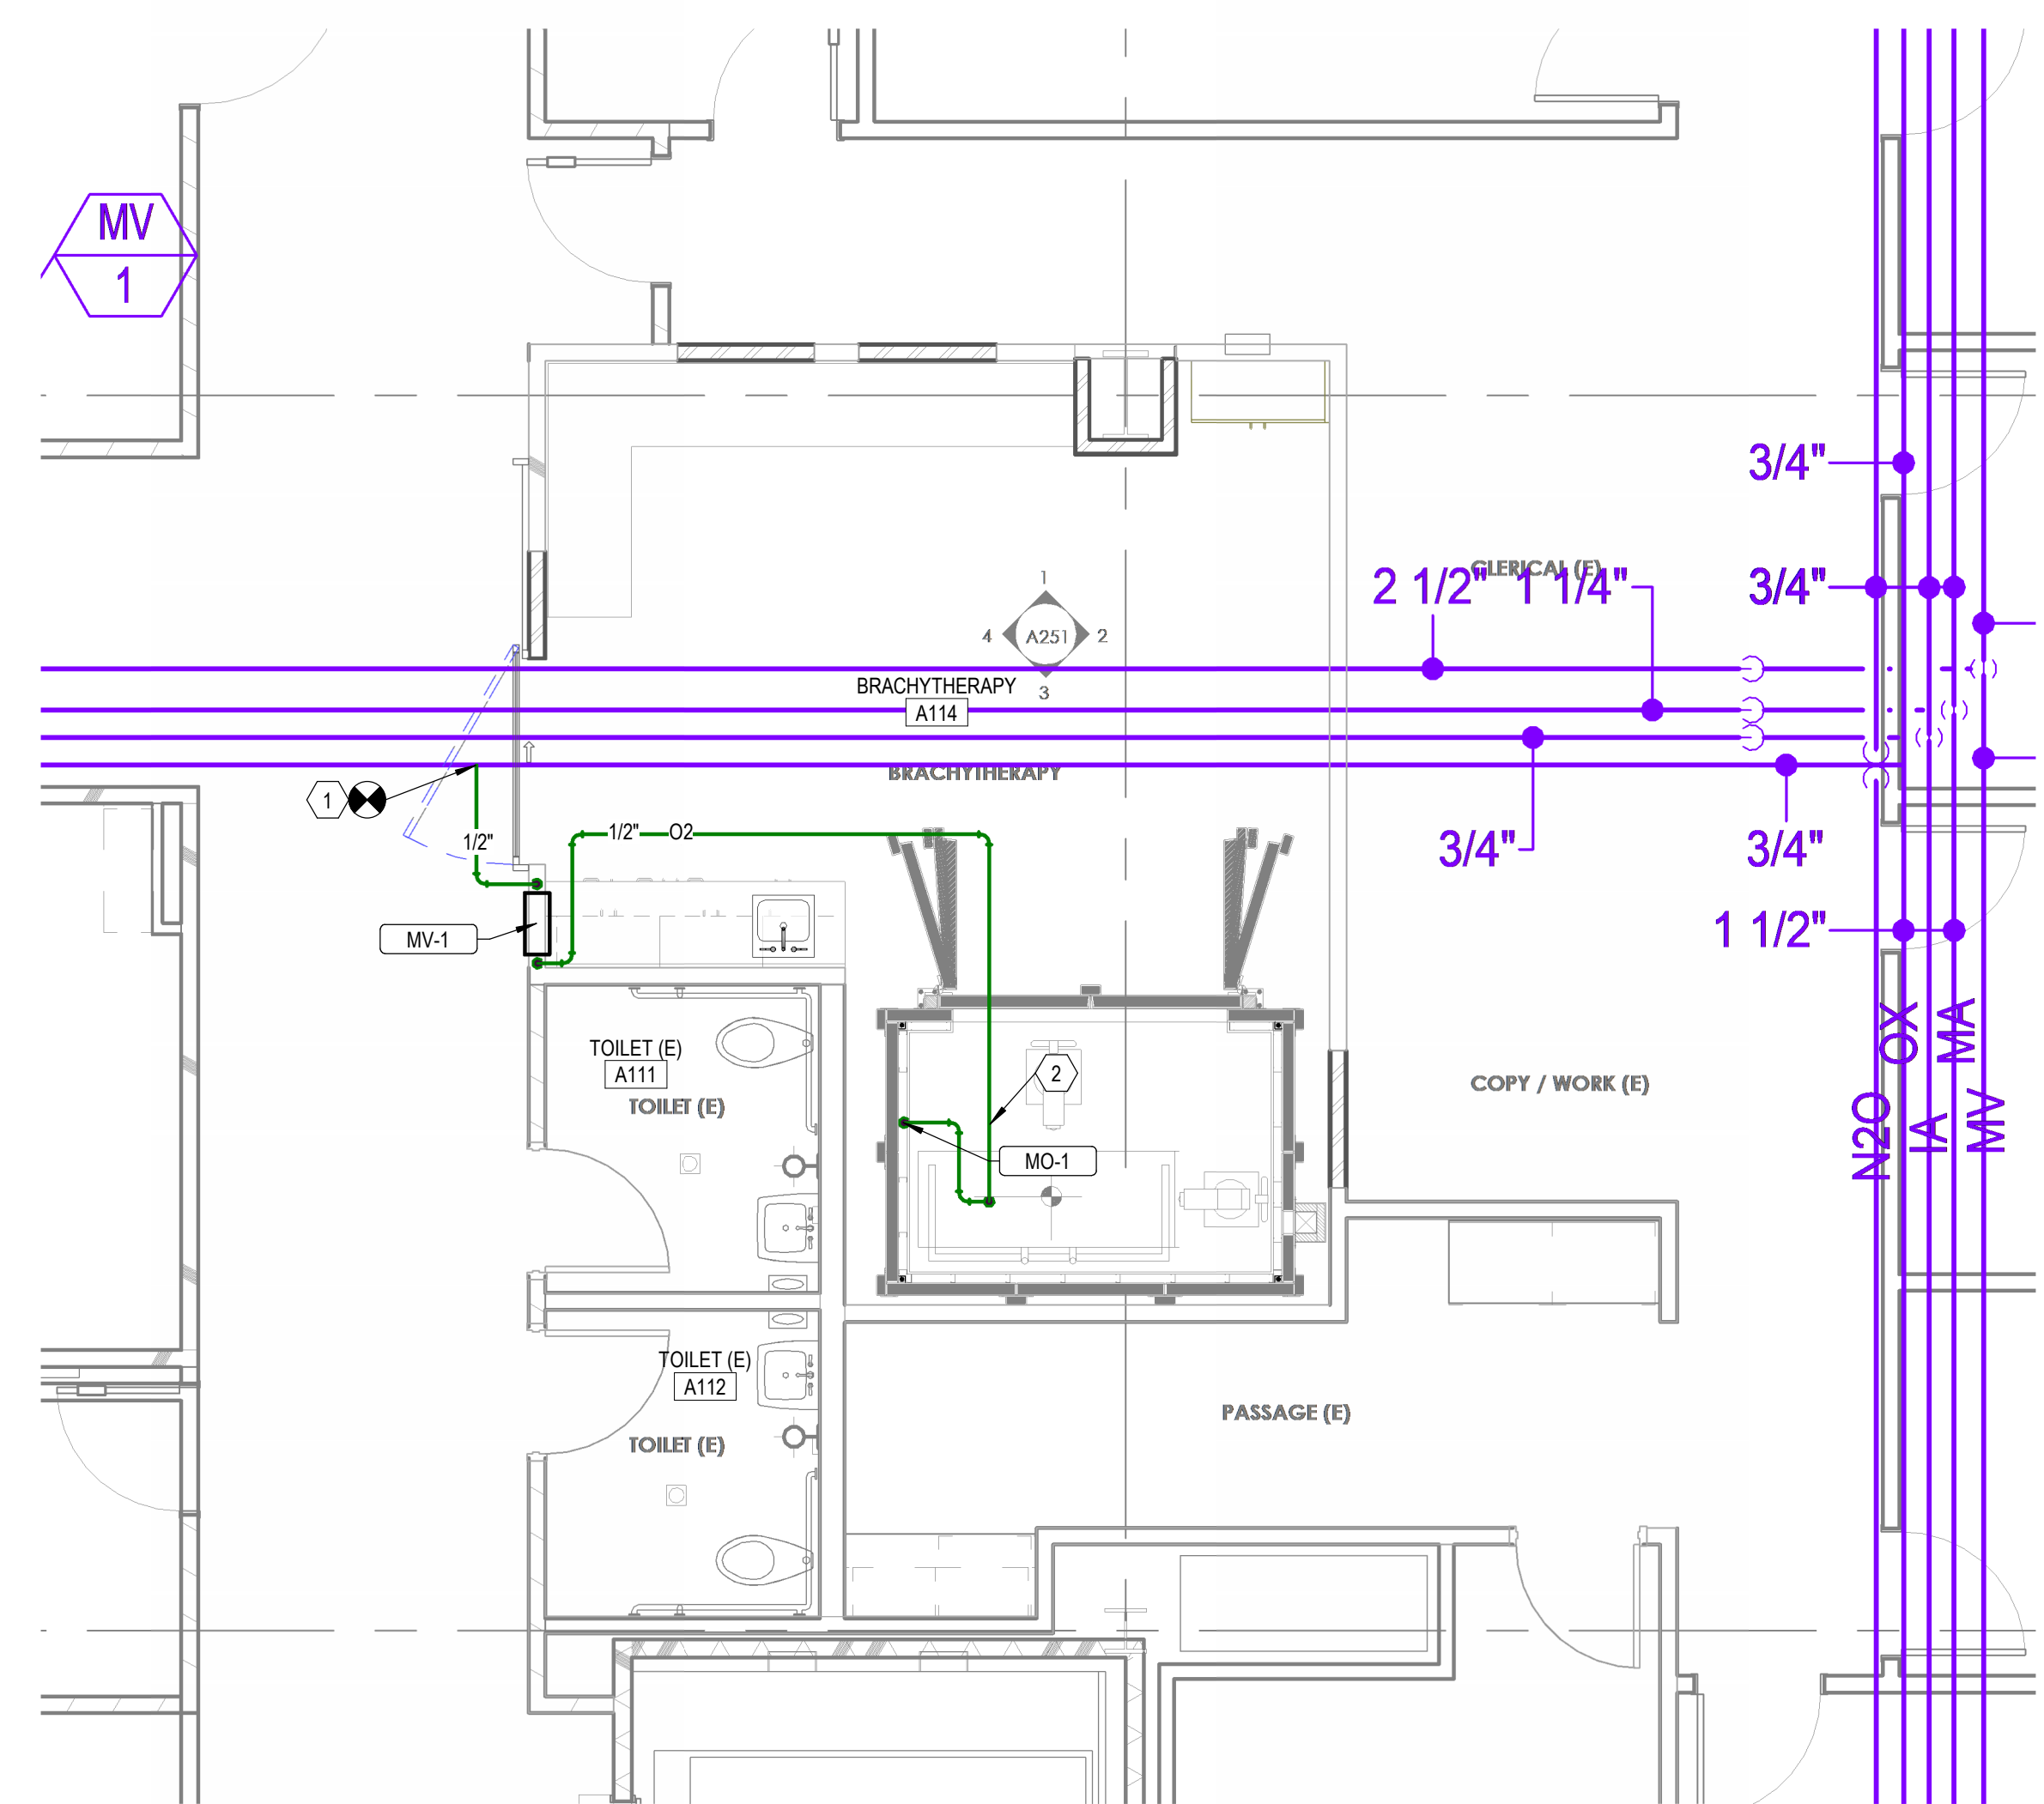 MV
1
3/4"
GLERICAL (E)
2 1/2"
1 1/4"
3/4"
1
4
A251
2
3
BRACHYTHERAPY
A114
BRACHYTHERAPY
1
1/2"
1/2"
O2
3/4"
3/4"
MV-1
1 1/2"
OX
MA
N2O
IA
MV
TOILET (E)
A111
TOILET (E)
2
COPY / WORK (E)
MO-1
TOILET (E)
A112
TOILET (E)
PASSAGE (E)